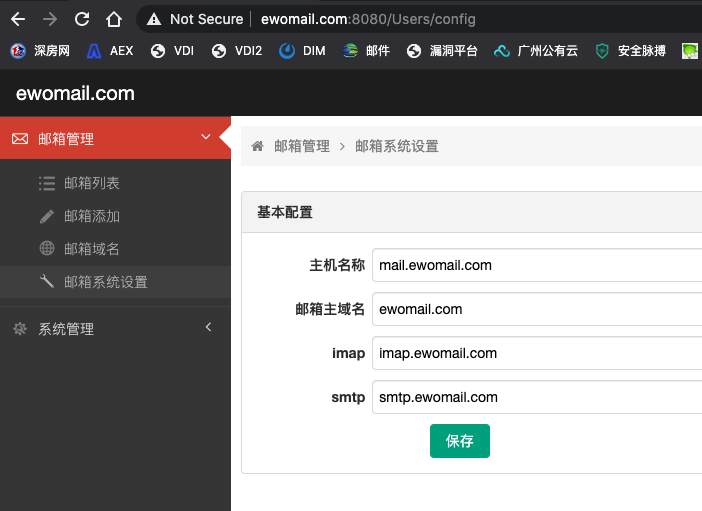 Not Secure | ewomail.com:8080/Users/config
深房网 AEX VDI VDI2 DIM 邮件 漏洞平台 广州公有云 安全脉搏
ewomail.com
邮箱管理
邮箱列表
邮箱添加
邮箱域名
邮箱系统设置
系统管理
邮箱管理 > 邮箱系统设置
基本配置
主机名称 mail.ewomail.com
邮箱主域名 ewomail.com
imap imap.ewomail.com
smtp smtp.ewomail.com
保存